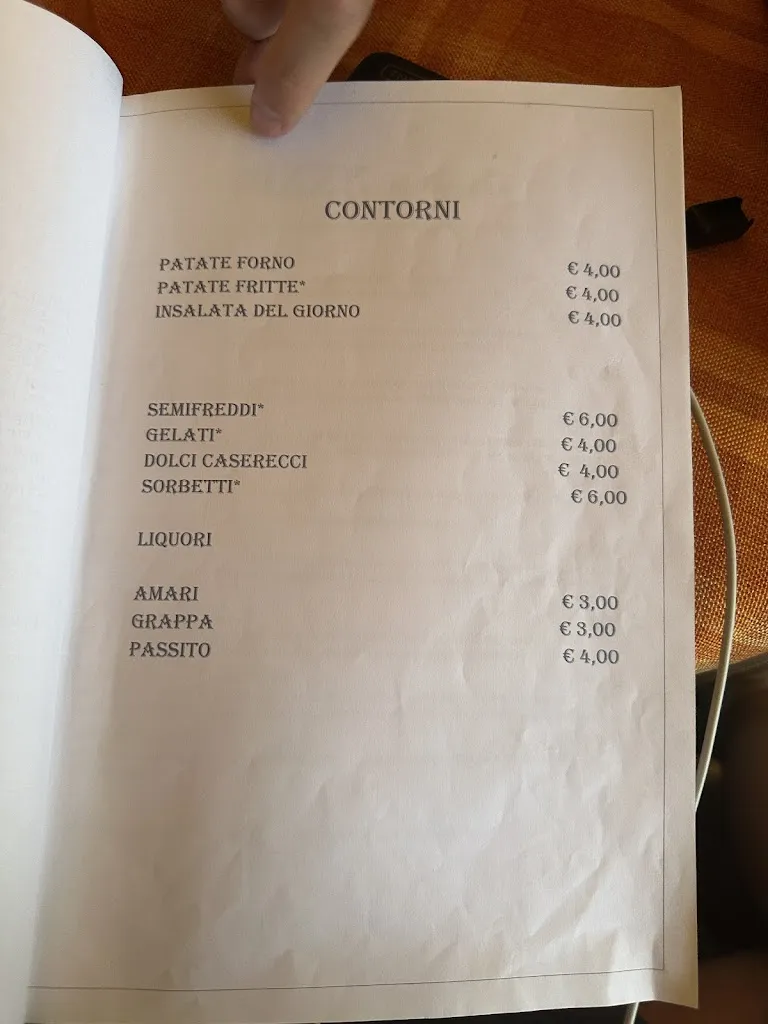 CONTORNI
PATATE FORNO € 4,00
PATATE FRITTE* € 4,00
INSALATA DEL GIORNO € 4,00
SEMIFREDDI* € 6,00
GELATI* € 4,00
DOLCI CASERECCI € 4,00
SORBETTI* € 6,00
LIQUORI
AMARI € 3,00
GRAPPA € 3,00
PASSITO € 4,00